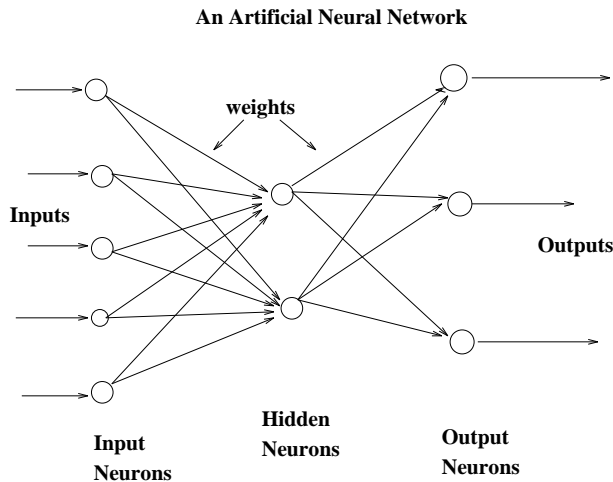 An Artificial Neural Network
weights
Inputs
Outputs
Input
Neurons
Hidden
Neurons
Output
Neurons